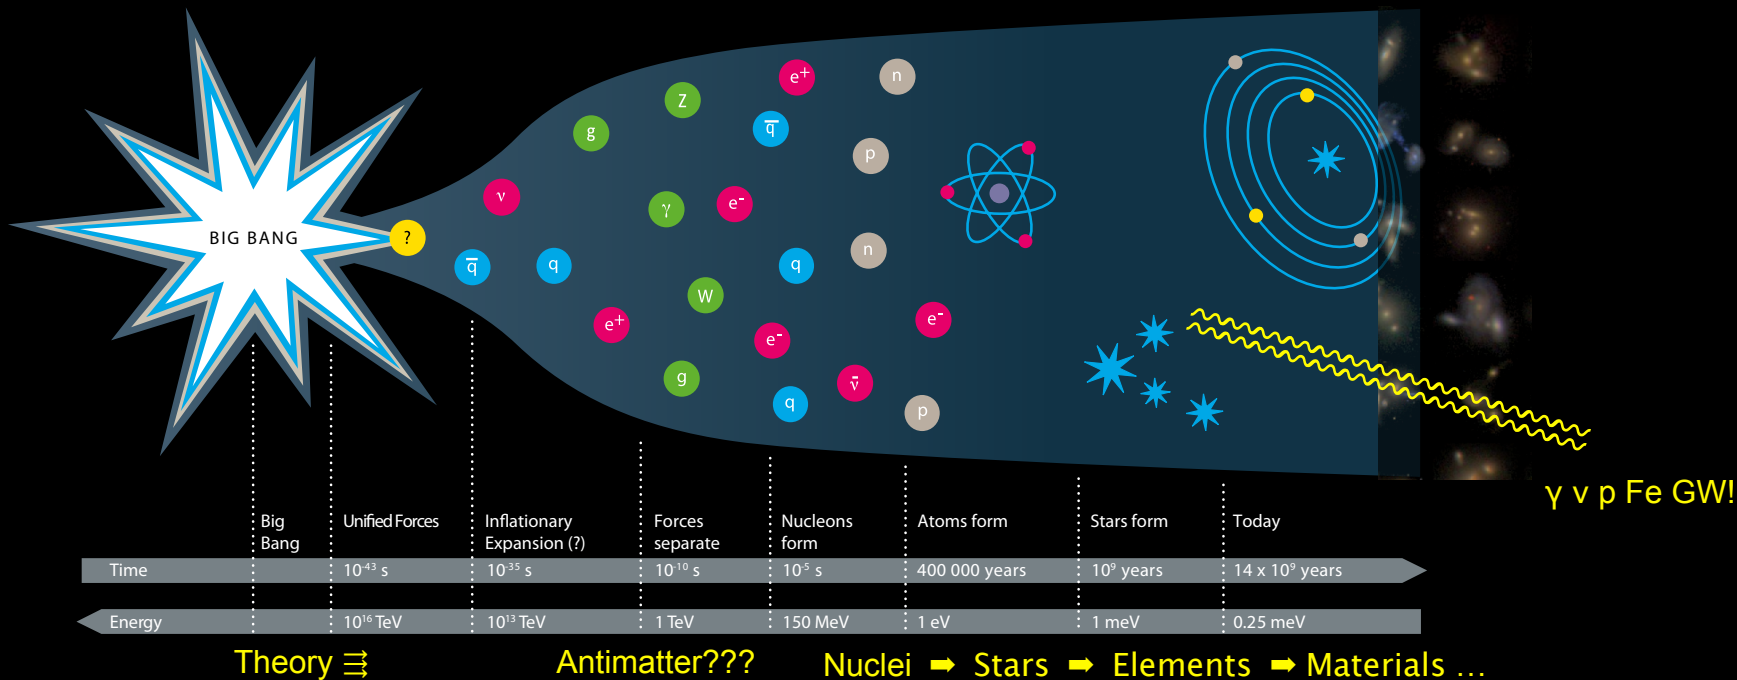 BIG BANG
?
ν
q̅
q
g
Z
γ
e⁻
e⁺
W
g
e⁺
q̅
q
e⁻
q
ν̅
n
p
n
e⁻
p
γ ν p Fe GW!
Big
Bang
Unified Forces
Inflationary
Expansion (?)
Forces
separate
Nucleons
form
Atoms form
Stars form
Today
Time 10⁻⁴³ s 10⁻³⁵ s 10⁻¹⁰ s 10⁻⁵ s 400 000 years 10⁹ years 14 x 10⁹ years
Energy 10¹⁶ TeV 10¹³ TeV 1 TeV 150 MeV 1 eV 1 meV 0.25 meV
Theory ⇶ Antimatter??? Nuclei ➡ Stars ➡ Elements ➡ Materials ...